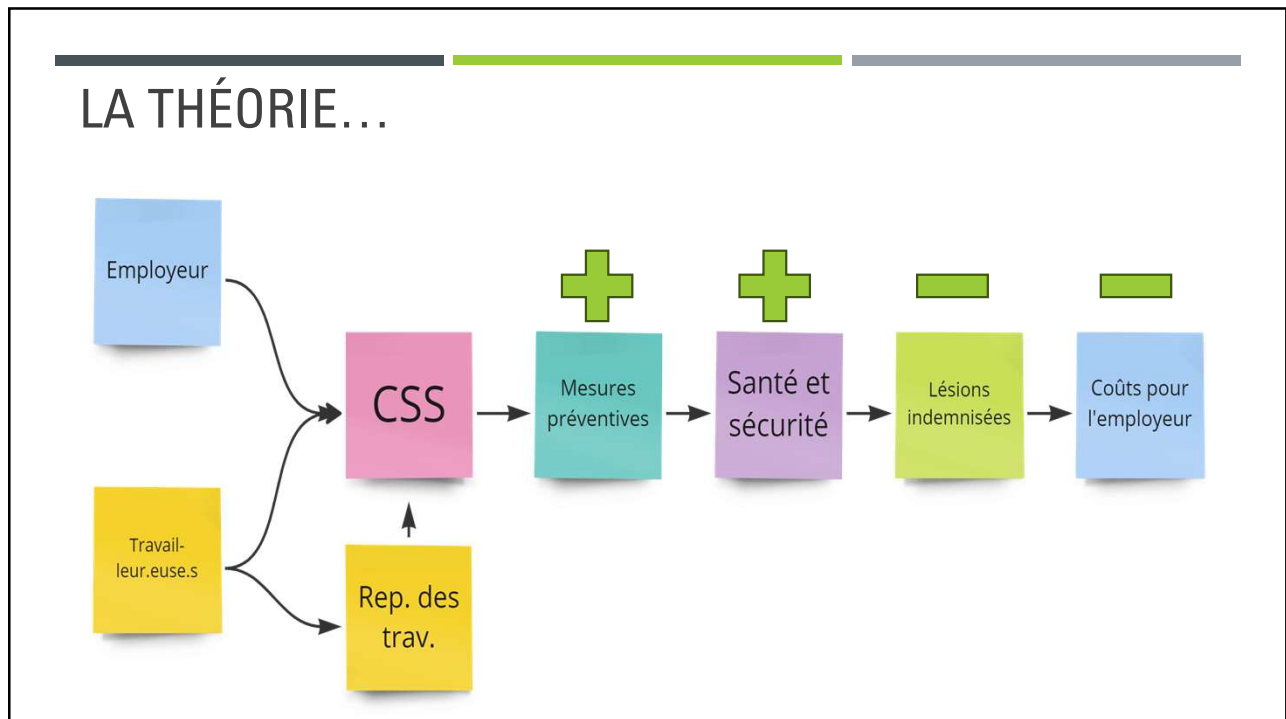 LA THÉORIE…
Employeur
Travail-
leur.euse.s
CSS
Rep. des
trav.
Mesures
préventives
Santé et
sécurité
Lésions
indemnisées
Coûts pour
l'employeur